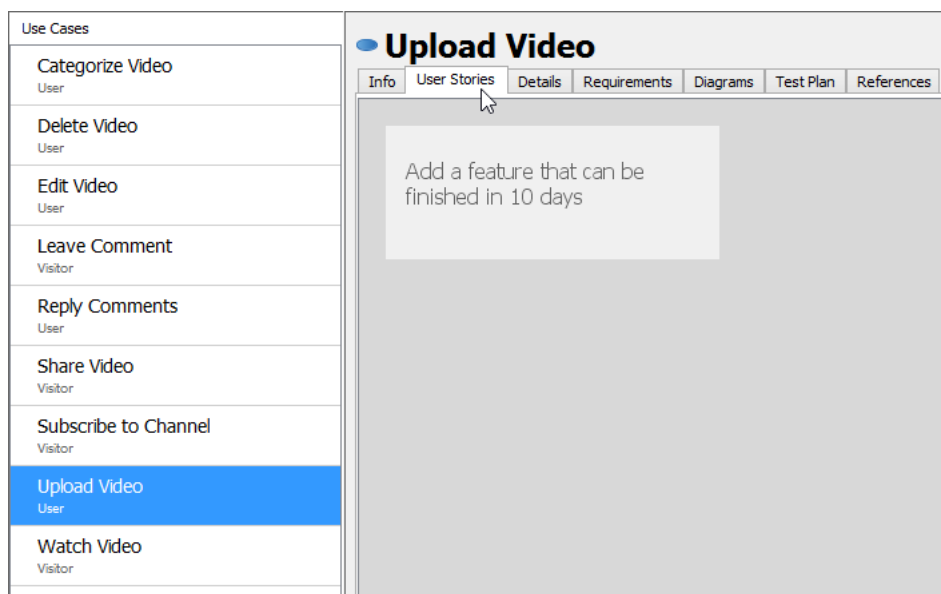 Use Cases
Categorize Video
User
Delete Video
User
Edit Video
User
Leave Comment
Visitor
Reply Comments
User
Share Video
Visitor
Subscribe to Channel
Visitor
Upload Video
User
Watch Video
Visitor
Upload Video
Info User Stories Details Requirements Diagrams Test Plan References
Add a feature that can be
finished in 10 days